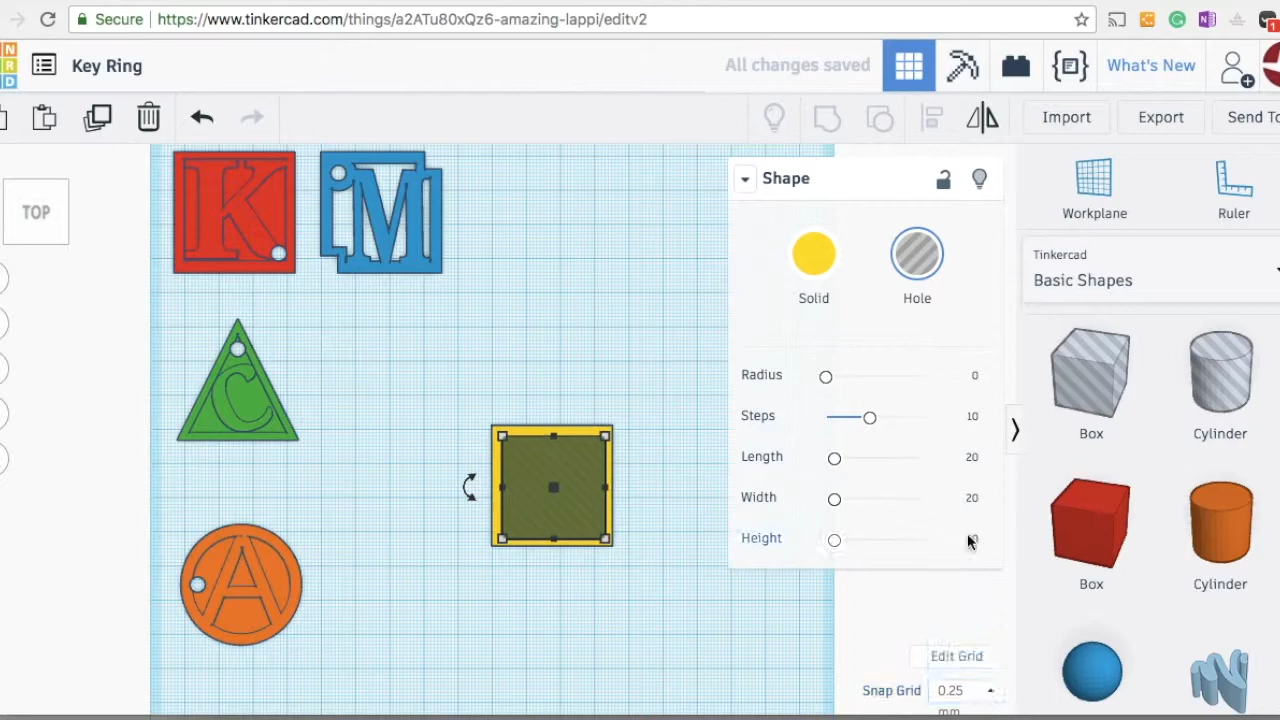 Secure https://www.tinkercad.com/things/a2ATu80xQz6-amazing-lappi/editv2
1
N
R
D
Key Ring
All changes saved
What's New
Import
Export
Send To
TOP
K
M
C
A
Shape
Solid
Hole
Radius 0
Steps 10
Length 20
Width 20
Height
Workplane
Ruler
Tinkercad
Basic Shapes
Box
Cylinder
Box
Cylinder
Edit Grid
Snap Grid 0.25
mm